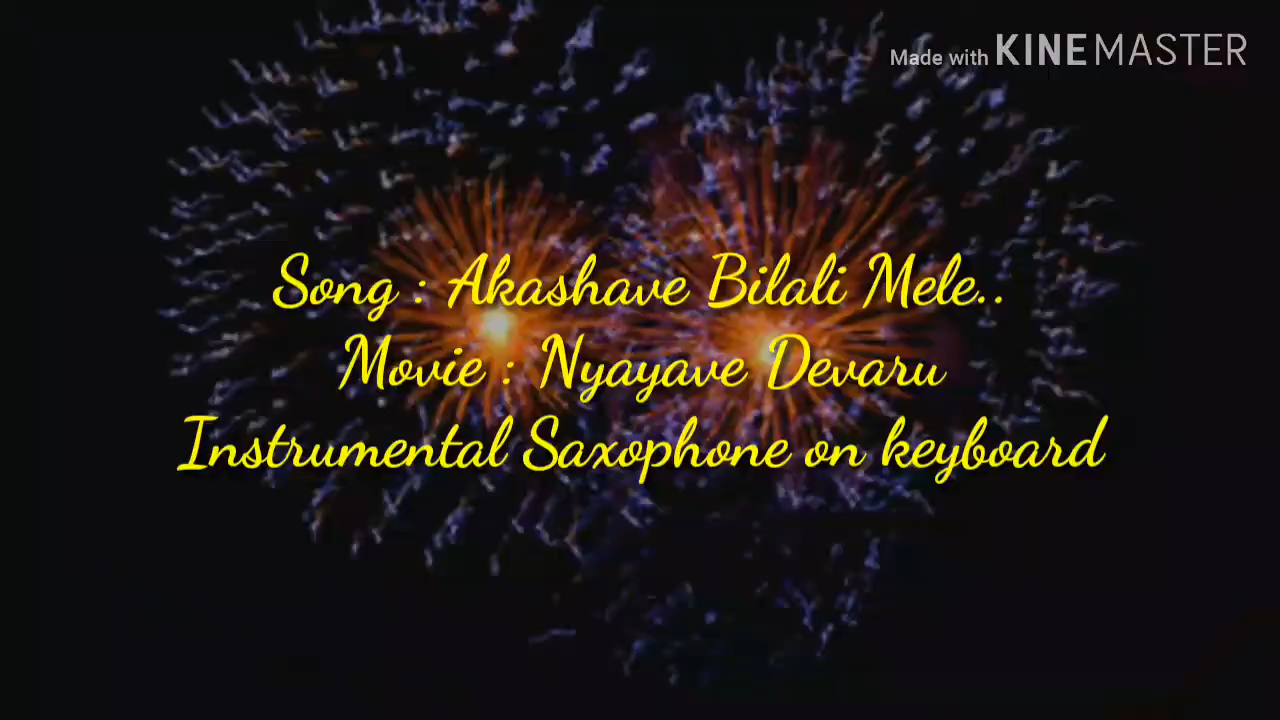 Made with KINEMASTER
Song : Akashave Bilali Mele..
Movie : Nyayave Devaru
Instrumental Saxophone on keyboard